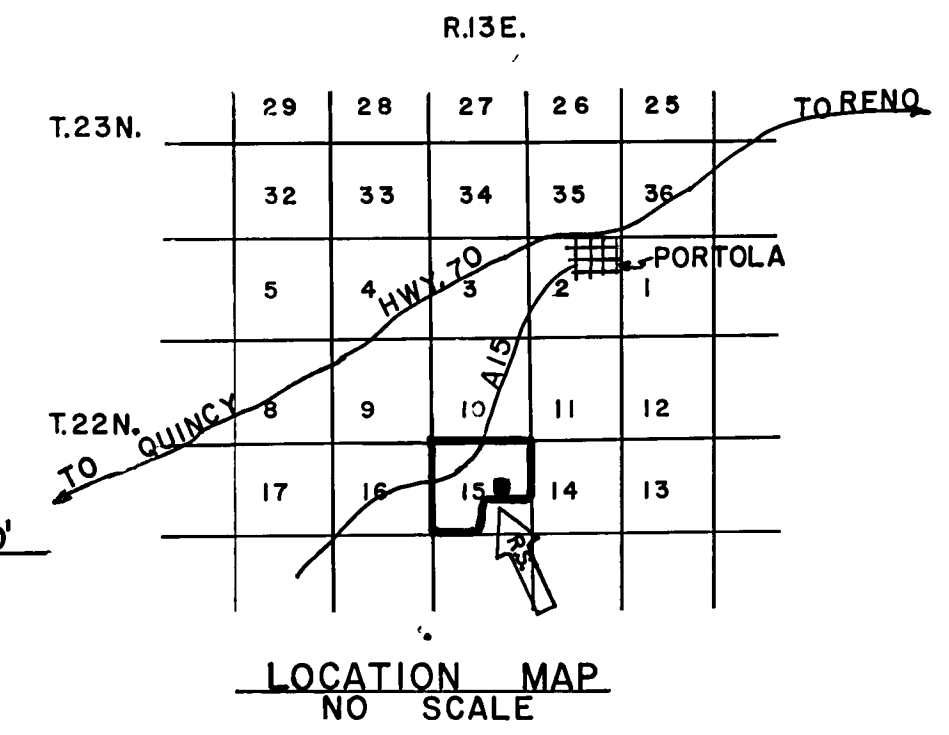 R.13E.
T.23N.
29 28 27 26 25
TO RENO
32 33 34 35 36
HWY. 70
PORTOLA
5 4 3 2 1
A15
T.22N.
TO QUINCY
8 9 10 11 12
17 16 15 14 13
0'
R.S.
LOCATION MAP
NO SCALE